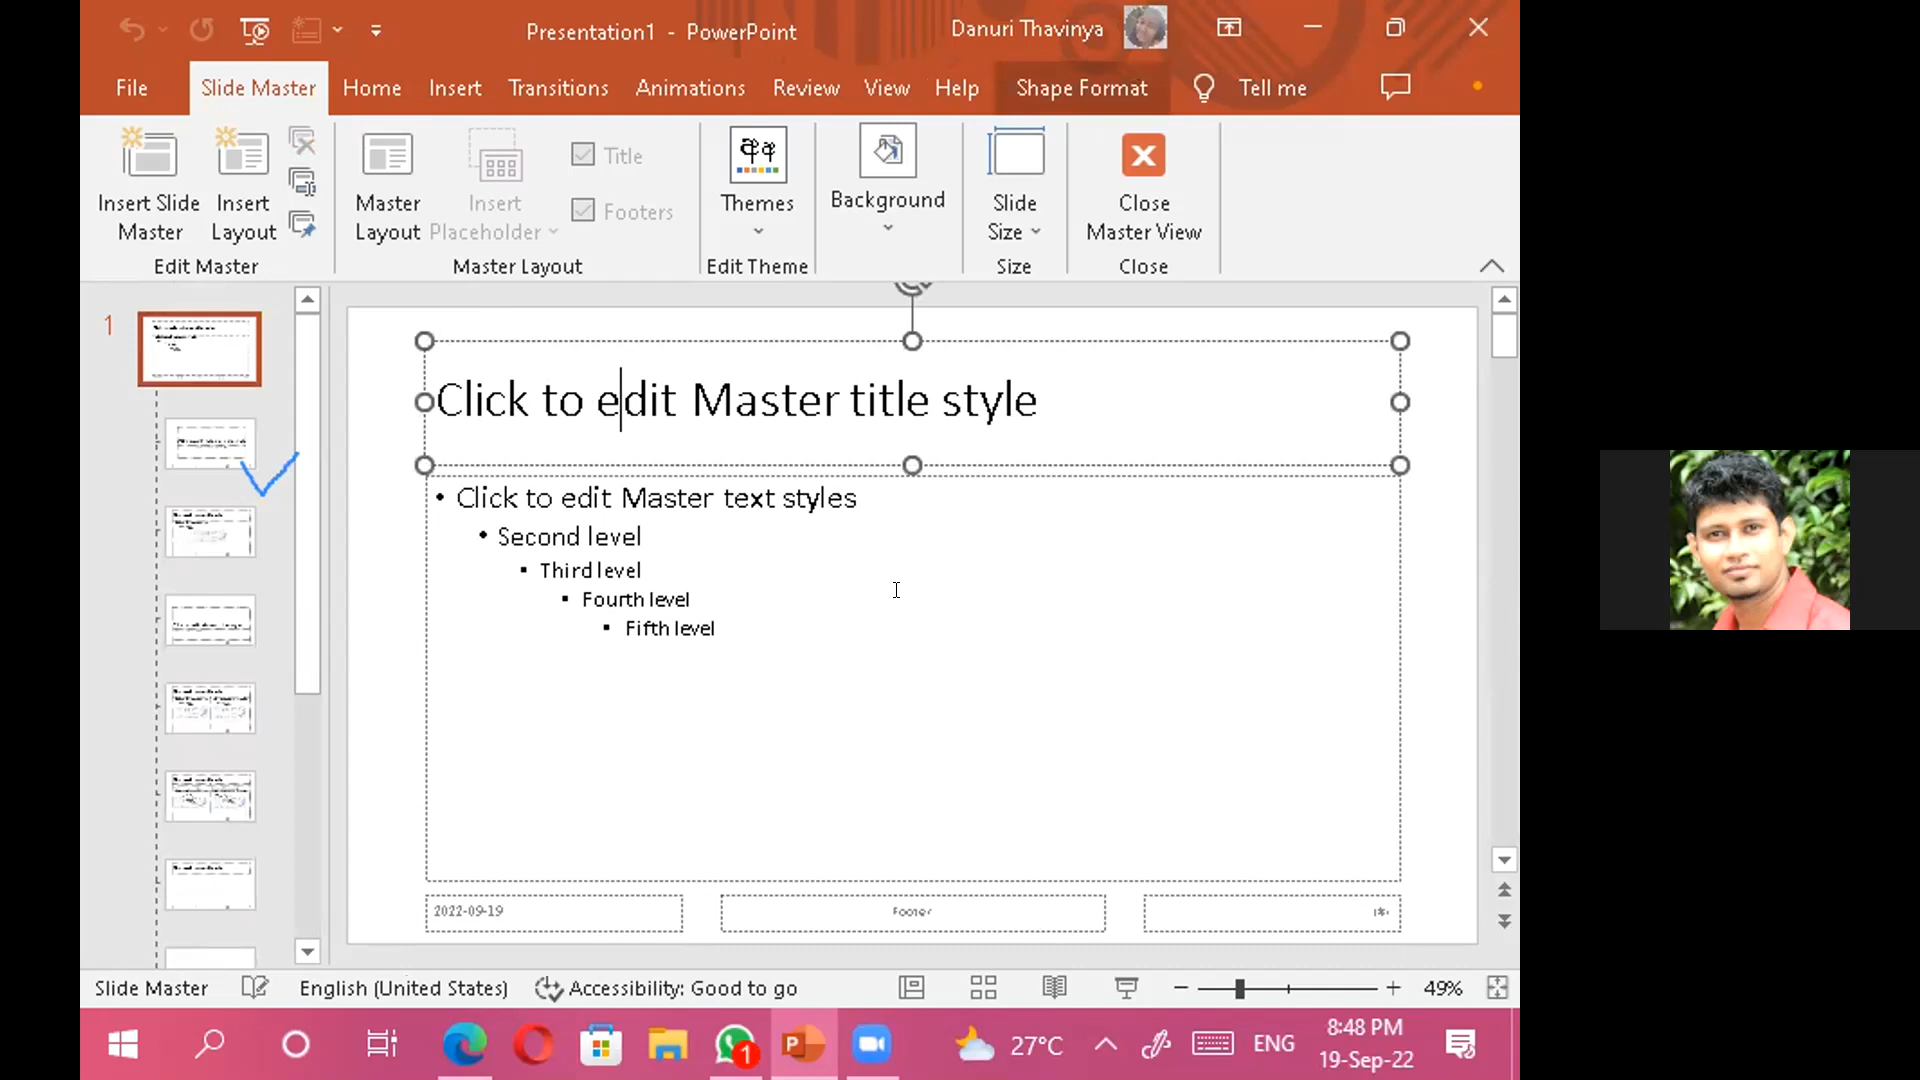 Presentation1 - PowerPoint
Danuri Thavinya
File
Slide Master
Home
Insert
Transitions
Animations
Review
View
Help
Shape Format
Tell me
Insert Slide
Master
Insert
Layout
Edit Master
Master
Layout
Insert
Placeholder
Title
Footers
Master Layout
Themes
Edit Theme
Background
Slide
Size
Size
Close
Master View
Close
1
Click to edit Master title style
• Click to edit Master text styles
• Second level
▪ Third level
▪ Fourth level
▪ Fifth level
2022-09-19
Footer
Slide Master
English (United States)
Accessibility: Good to go
49%
1
27°C
ENG
8:48 PM
19-Sep-22